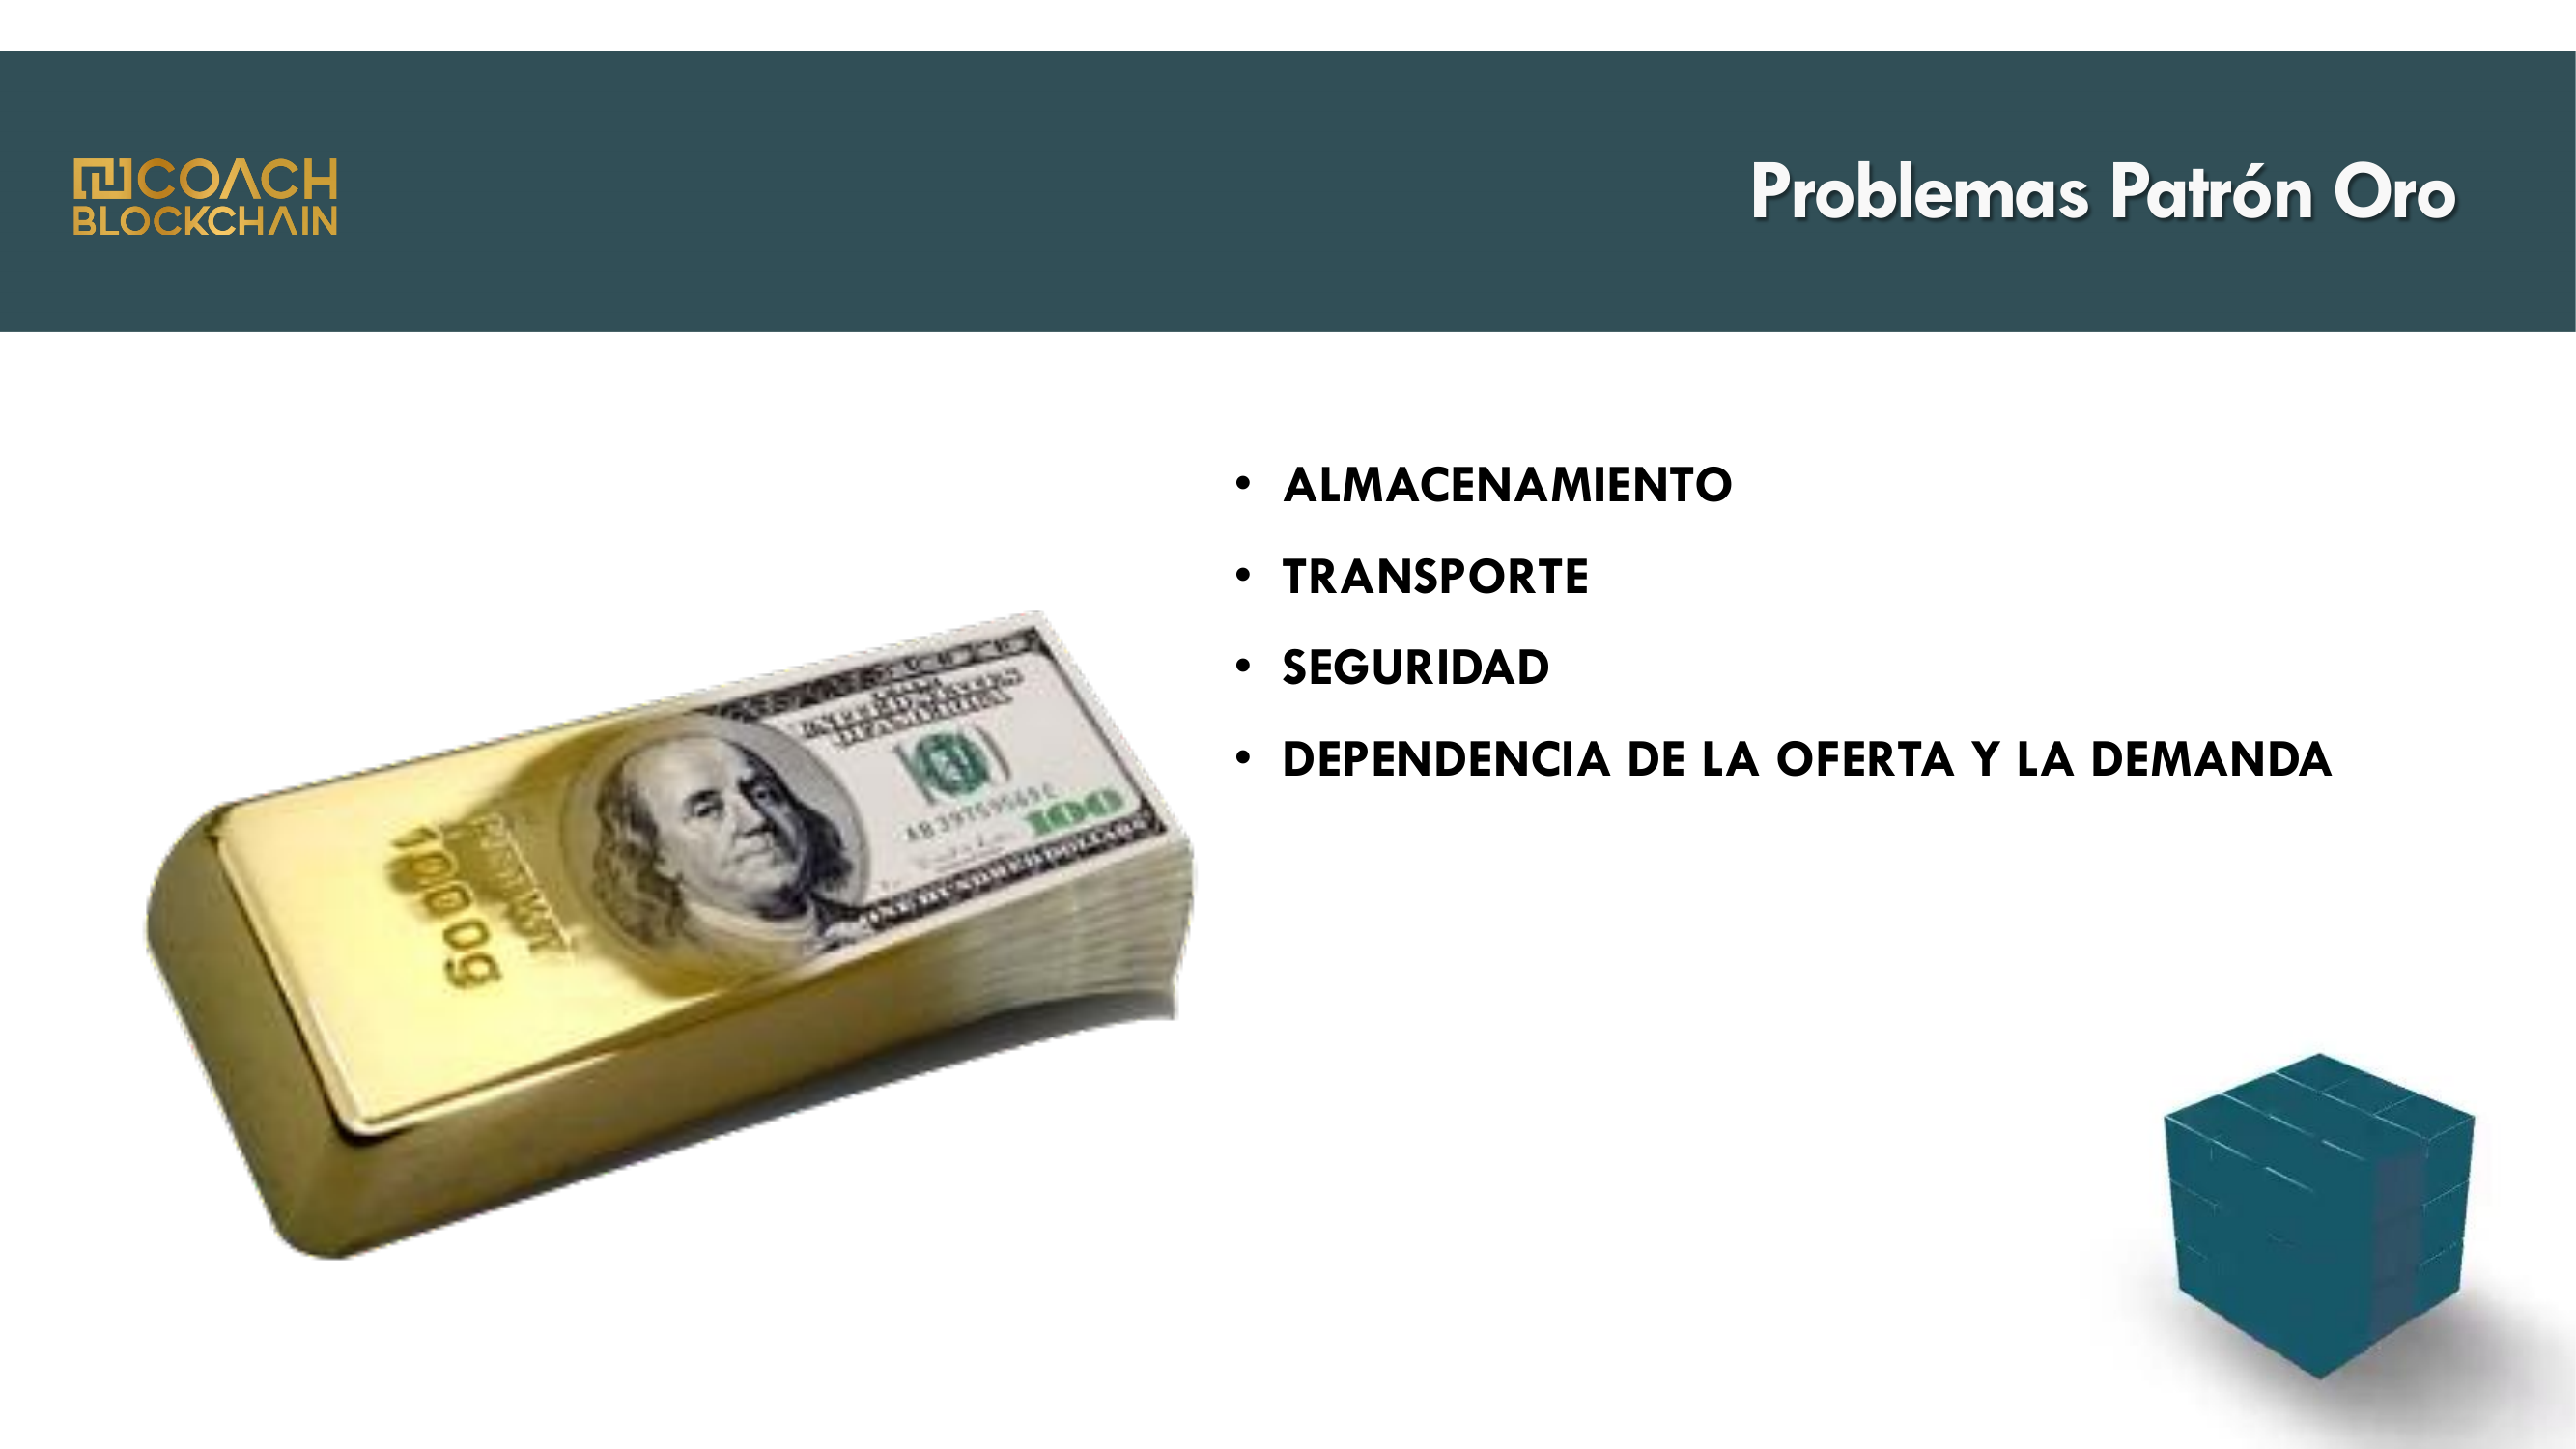 COACH
BLOCKCHAIN
Problemas Patrón Oro
• ALMACENAMIENTO
• TRANSPORTE
• SEGURIDAD
• DEPENDENCIA DE LA OFERTA Y LA DEMANDA
1000g
100